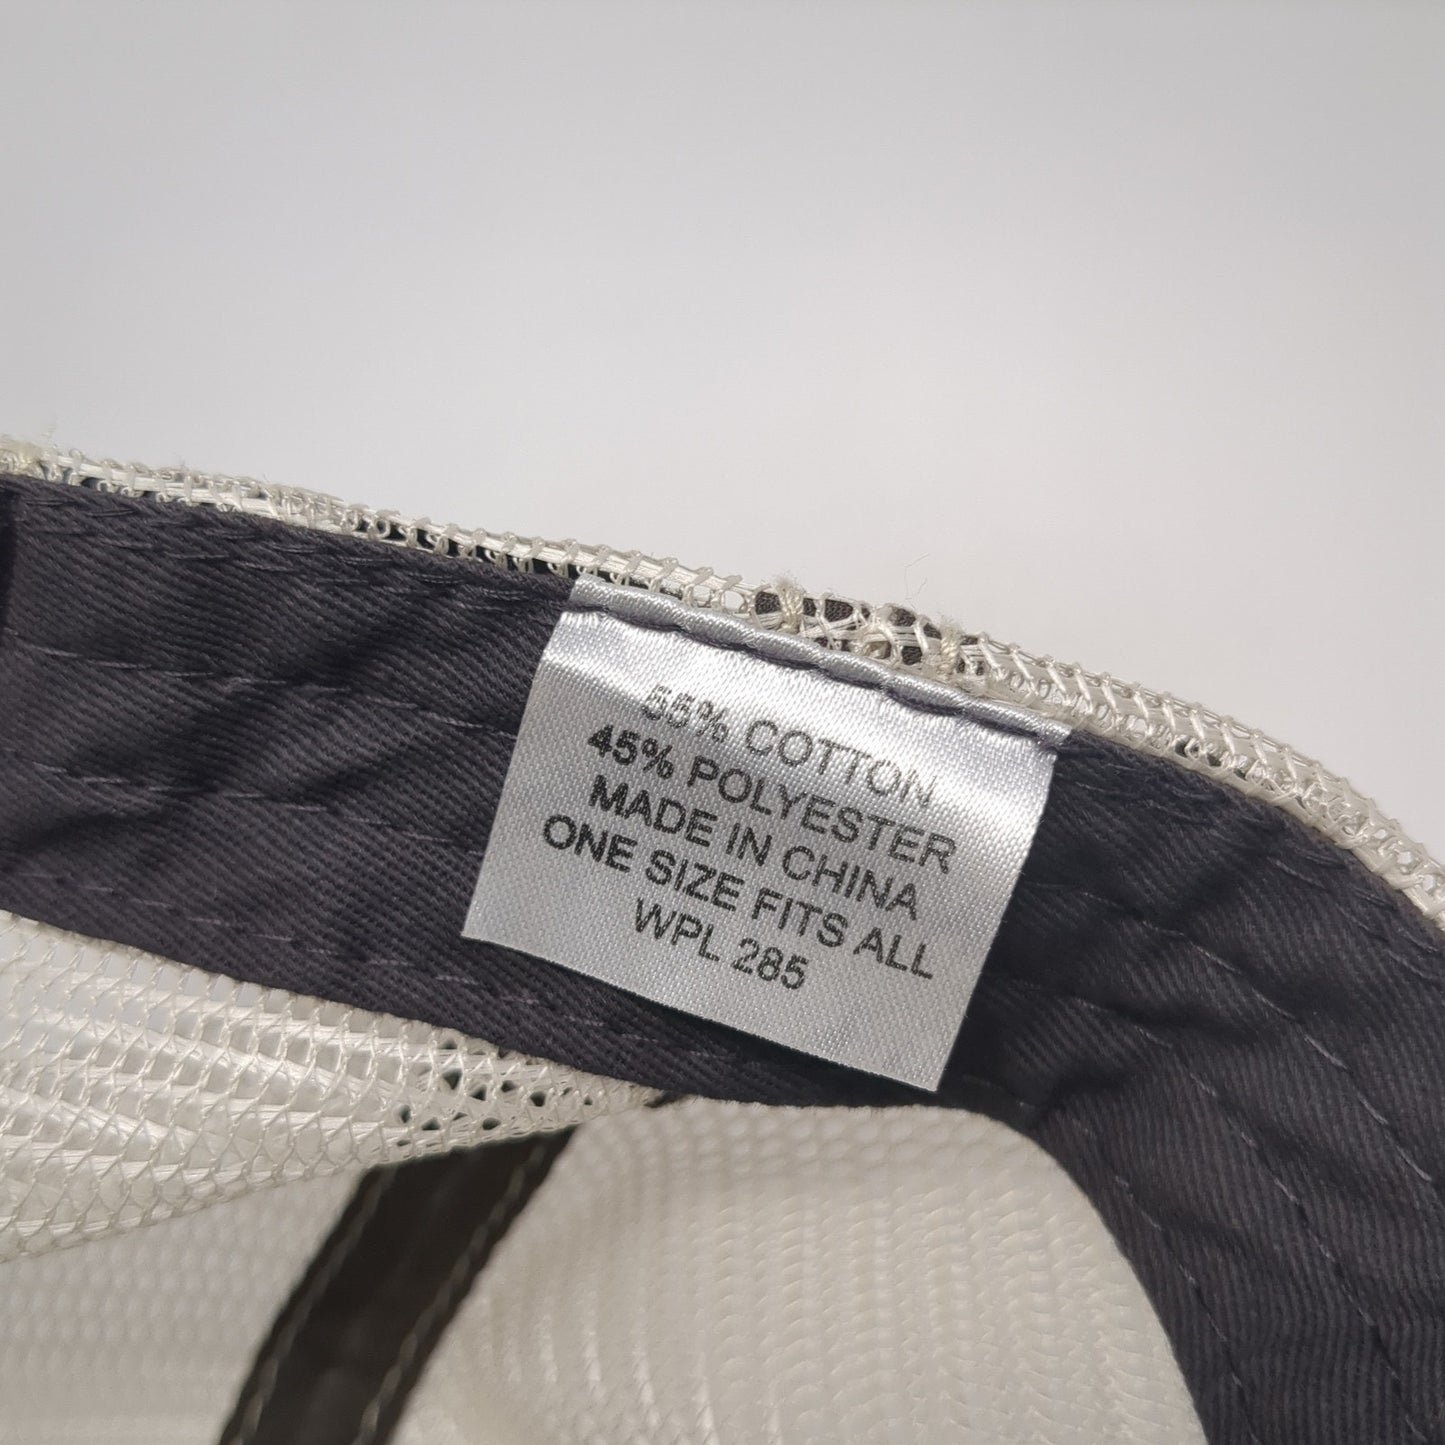 55% COTTON
45% POLYESTER
MADE IN CHINA
ONE SIZE FITS ALL
WPL 285